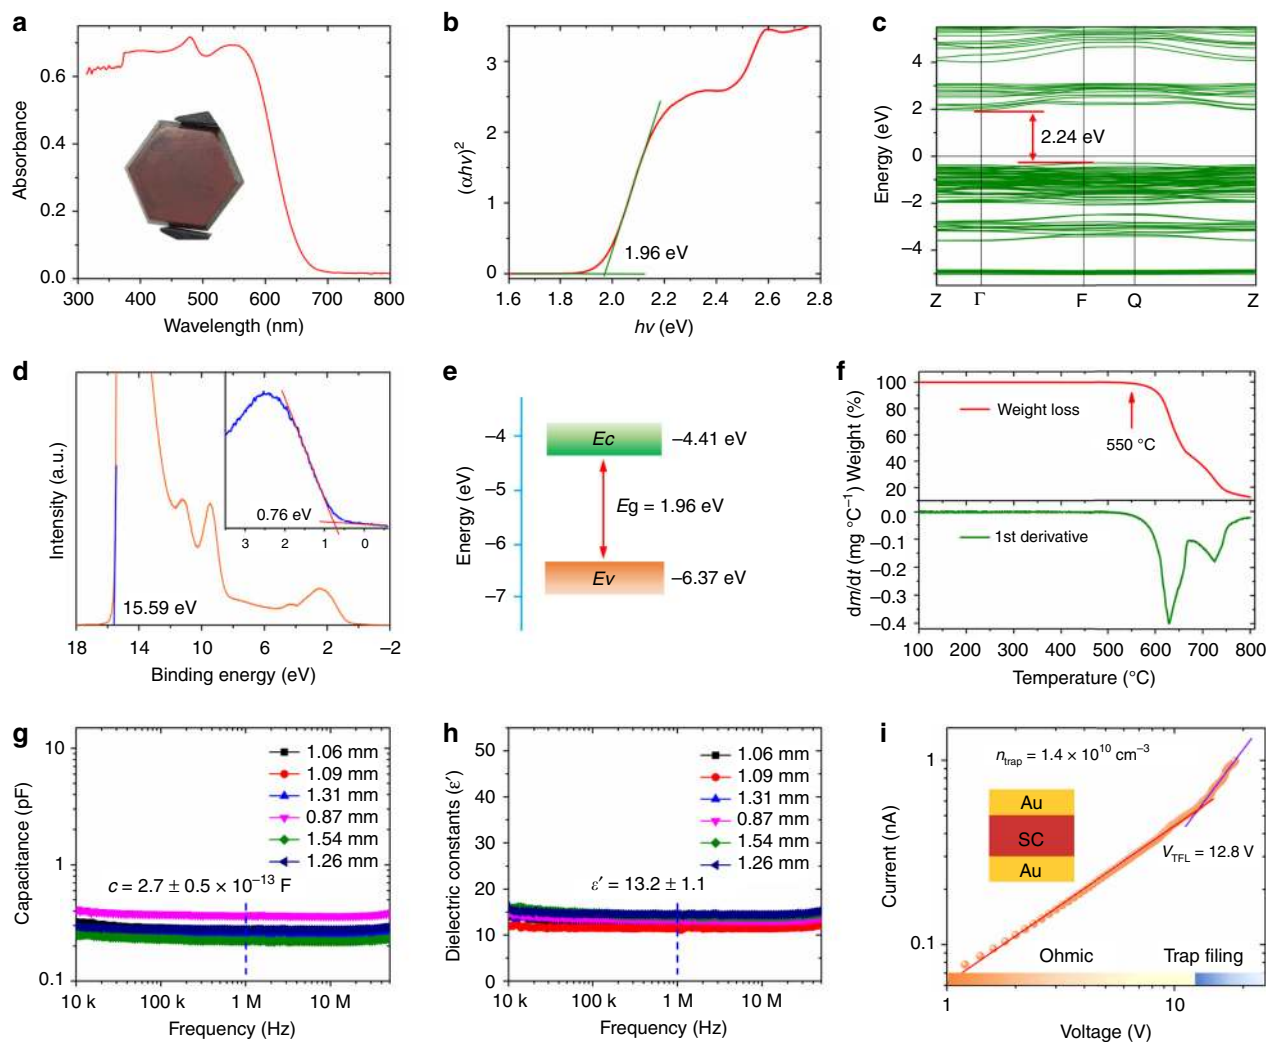 a
Absorbance
0.6
0.4
0.2
0.0
300 400 500 600 700 800
Wavelength (nm)
b
(αhν)²
3
2
1
0
1.96 eV
1.6 2.0 2.2 2.4 2.6 2.8
1.8
hv (eV)
c
Energy (eV)
4
2
0
−2
−4
2.24 eV
Z Γ F Q Z
d
Intensity (a.u.)
0.76 eV
3 2 1 0
15.59 eV
18 14 10 6 2 −2
Binding energy (eV)
e
Energy (eV)
−4
−5
−6
−7
Ec −4.41 eV
Eg = 1.96 eV
Ev −6.37 eV
f
dm/dt (mg °C⁻¹) Weight (%)
100
80
60
40
20
Weight loss
550 °C
0.0
−0.1
−0.2
−0.3
−0.4
1st derivative
100 200 300 400 500 600 700 800
Temperature (°C)
g
Capacitance (pF)
10
1
0.1
1.06 mm
1.09 mm
1.31 mm
0.87 mm
1.54 mm
1.26 mm
c = 2.7 ± 0.5 × 10⁻¹³ F
10 k 100 k 1 M 10 M
Frequency (Hz)
h
Dielectric constants (ε′)
50
40
30
20
10
0
1.06 mm
1.09 mm
1.31 mm
0.87 mm
1.54 mm
1.26 mm
ε′ = 13.2 ± 1.1
10 k 100 k 1 M 10 M
Frequency (Hz)
i
Current (nA)
1
0.1
n trap = 1.4 × 10¹⁰ cm⁻³
Au
SC
Au
V TFL = 12.8 V
Ohmic Trap filing
1 10
Voltage (V)